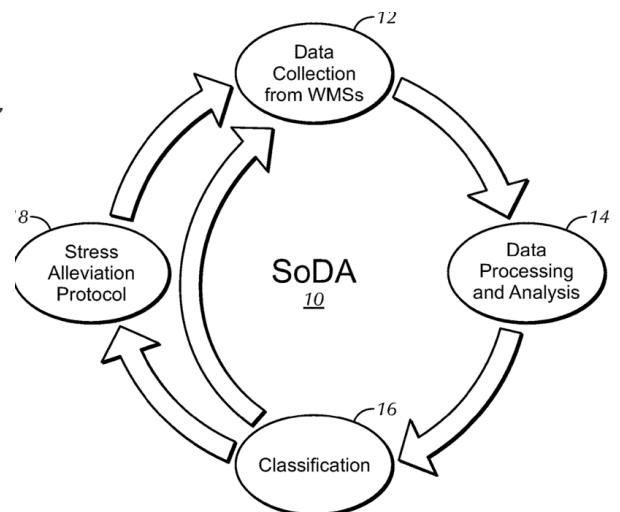 12
Data
Collection
from WMSs
14
Data
Processing
and Analysis
8
Stress
Alleviation
Protocol
SoDA
10
16
Classification